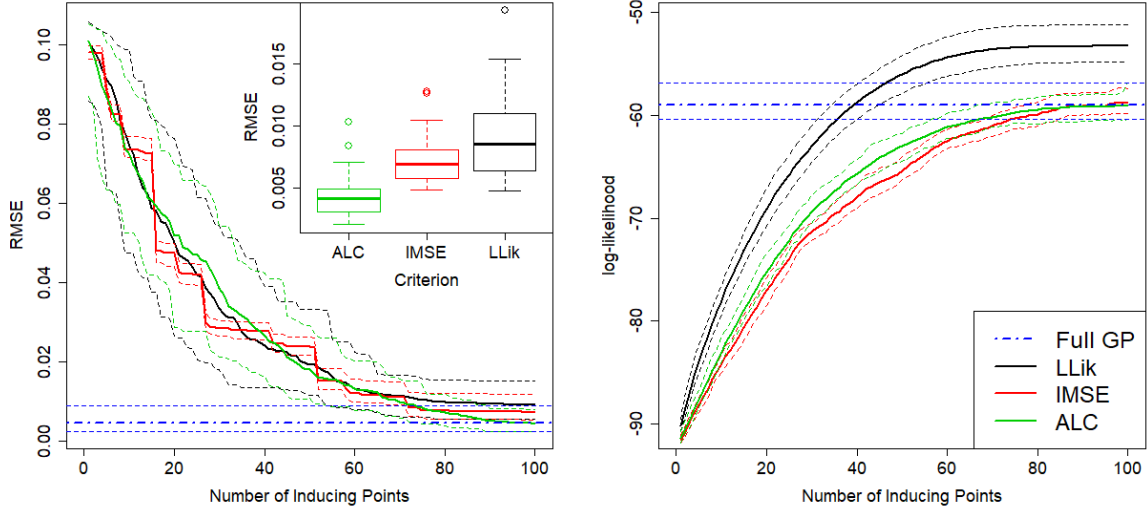 RMSE
0.00
0.02
0.04
0.06
0.08
0.10
0
20
40
60
80
100
Number of Inducing Points
RMSE
0.005
0.010
0.015
ALC
IMSE
LLik
Criterion
log-likelihood
-90
-80
-70
-60
-50
0
20
40
60
80
100
Number of Inducing Points
Full GP
LLik
IMSE
ALC